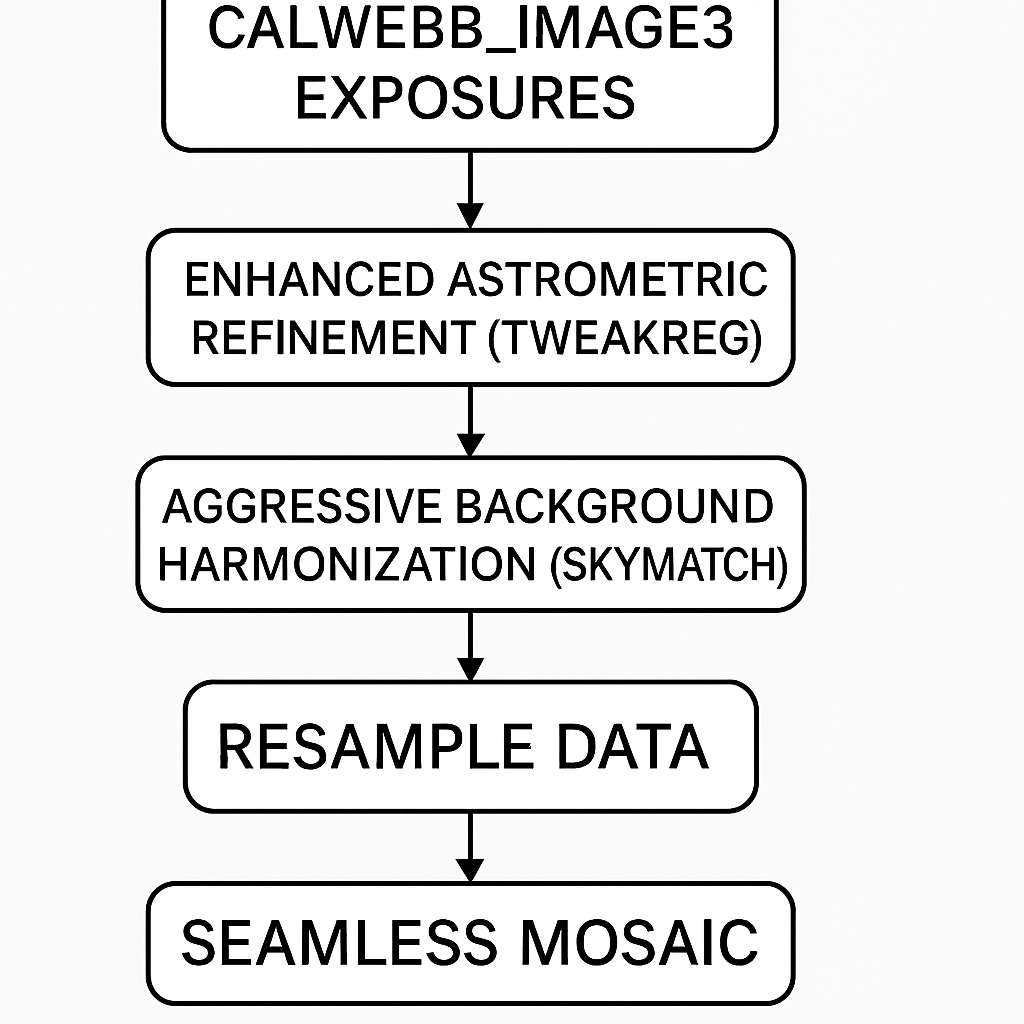 CALWEBB_IMAGE3
EXPOSURES
ENHANCED ASTROMETRIC
REFINEMENT (TWEAKREG)
AGGRESSIVE BACKGROUND
HARMONIZATION (SKYMATCH)
RESAMPLE DATA
SEAMLESS MOSAIC